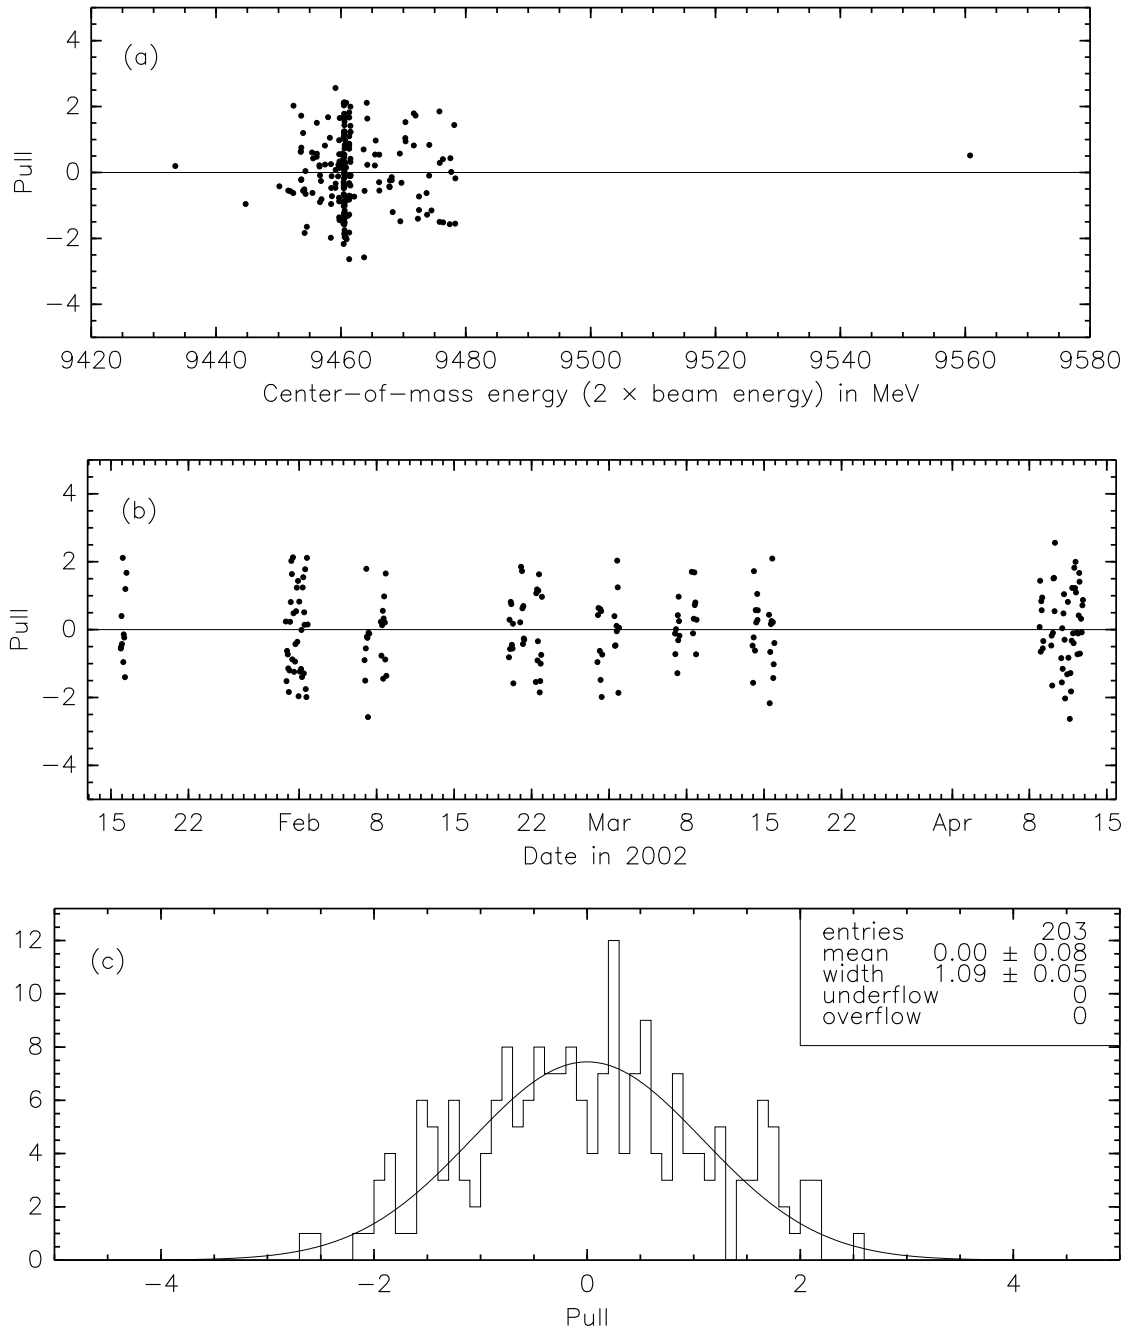 4
(a)
2
Pull
0
−2
−4
9420 9440 9460 9480 9500 9520 9540 9560 9580
Center−of−mass energy (2 × beam energy) in MeV
4
(b)
2
Pull
0
−2
−4
15 22 Feb 8 15 22 Mar 8 15 22 Apr 8 15
Date in 2002
12
(c)
entries 203
mean 0.00 ± 0.08
width 1.09 ± 0.05
underflow 0
overflow 0
10
8
6
4
2
0
−4 −2 0 2 4
Pull